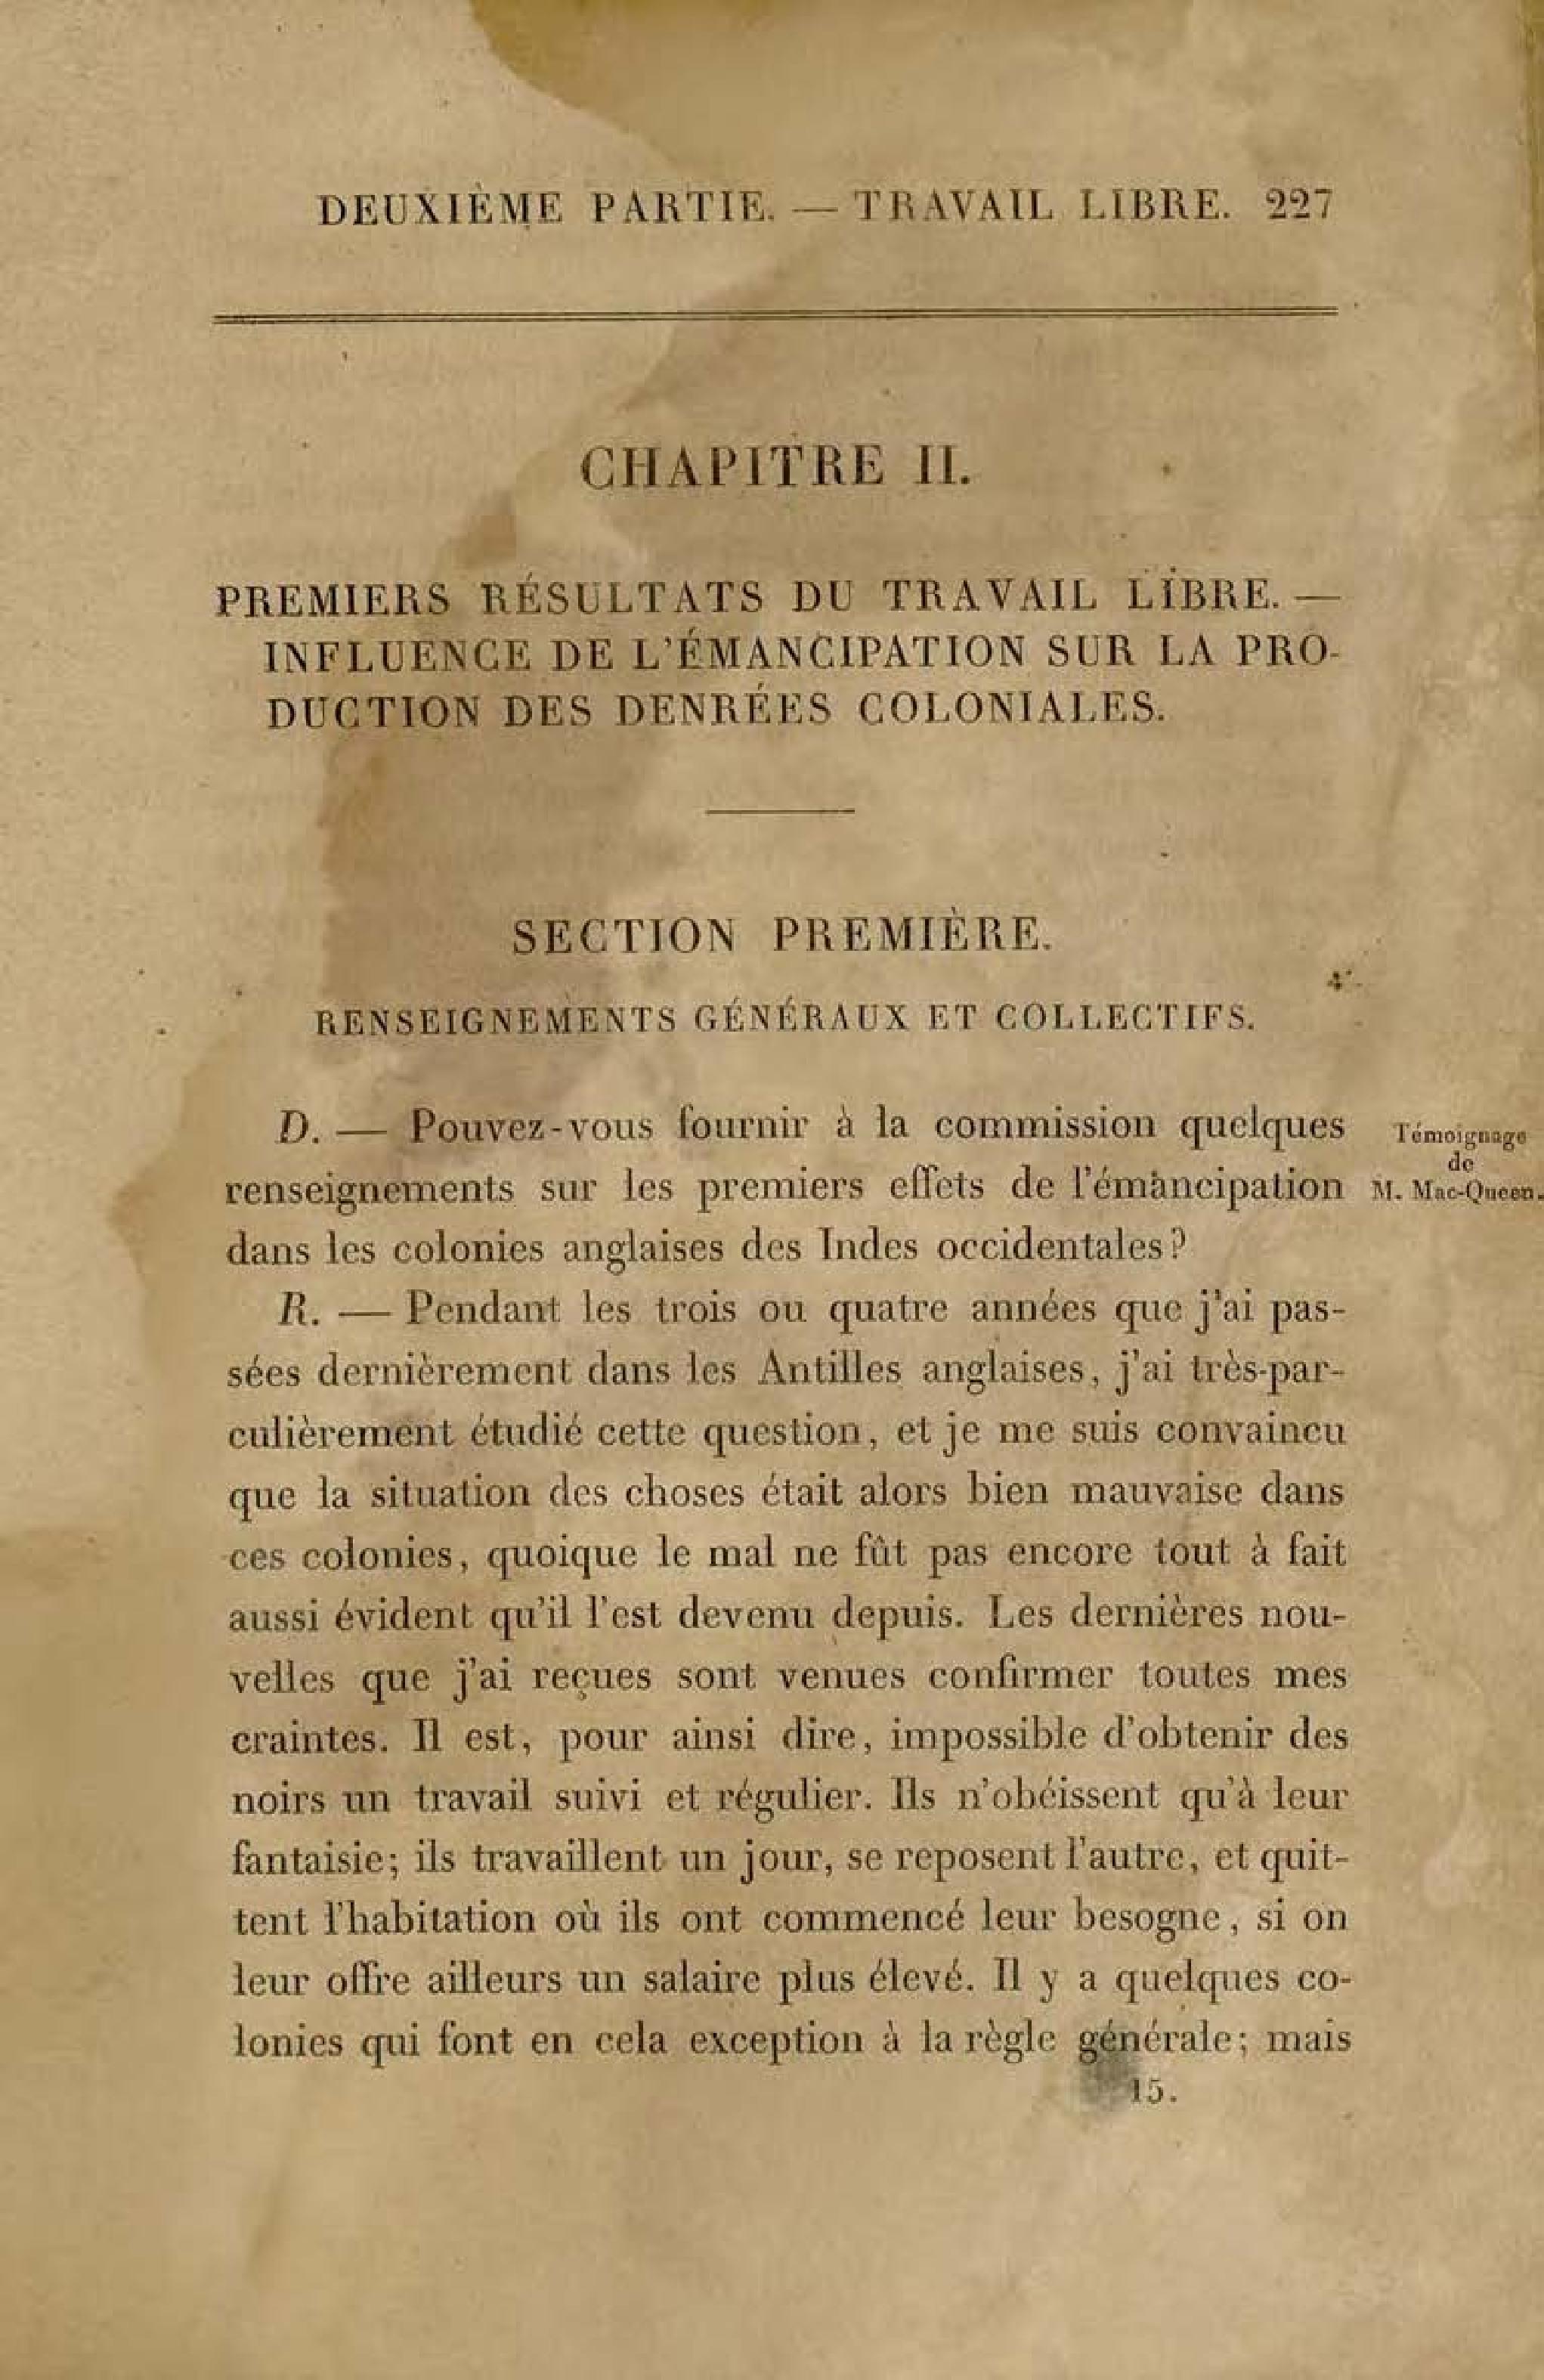 DEUXIÈME PARTIE. — TRAVAIL LIBRE. 227
CHAPITRE II.
PREMIERS RÉSULTATS DU TRAVAIL LIBRE. —
INFLUENCE DE L'ÉMANCIPATION SUR LA PRO-
DUCTION DES DENRÉES COLONIALES.
SECTION PREMIÈRE.
RENSEIGNEMENTS GÉNÉRAUX ET COLLECTIFS.
D. — Pouvez-vous fournir à la commission quelques
renseignements sur les premiers effets de l'émancipation
dans les colonies anglaises des Indes occidentales?
Témoignage
de
M. Mac-Queen.
R. — Pendant les trois ou quatre années que j'ai pas-
sées dernièrement dans les Antilles anglaises, j'ai très-par-
culièrement étudié cette question, et je me suis convaincu
que la situation des choses était alors bien mauvaise dans
ces colonies, quoique le mal ne fût pas encore tout à fait
aussi évident qu'il l'est devenu depuis. Les dernières nou-
velles que j'ai reçues sont venues confirmer toutes mes
craintes. Il est, pour ainsi dire, impossible d'obtenir des
noirs un travail suivi et régulier. Ils n'obéissent qu'à leur
fantaisie; ils travaillent un jour, se reposent l'autre, et quit-
tent l'habitation où ils ont commencé leur besogne, si on
leur offre ailleurs un salaire plus élevé. Il y a quelques co-
lonies qui font en cela exception à la règle générale; mais
15.